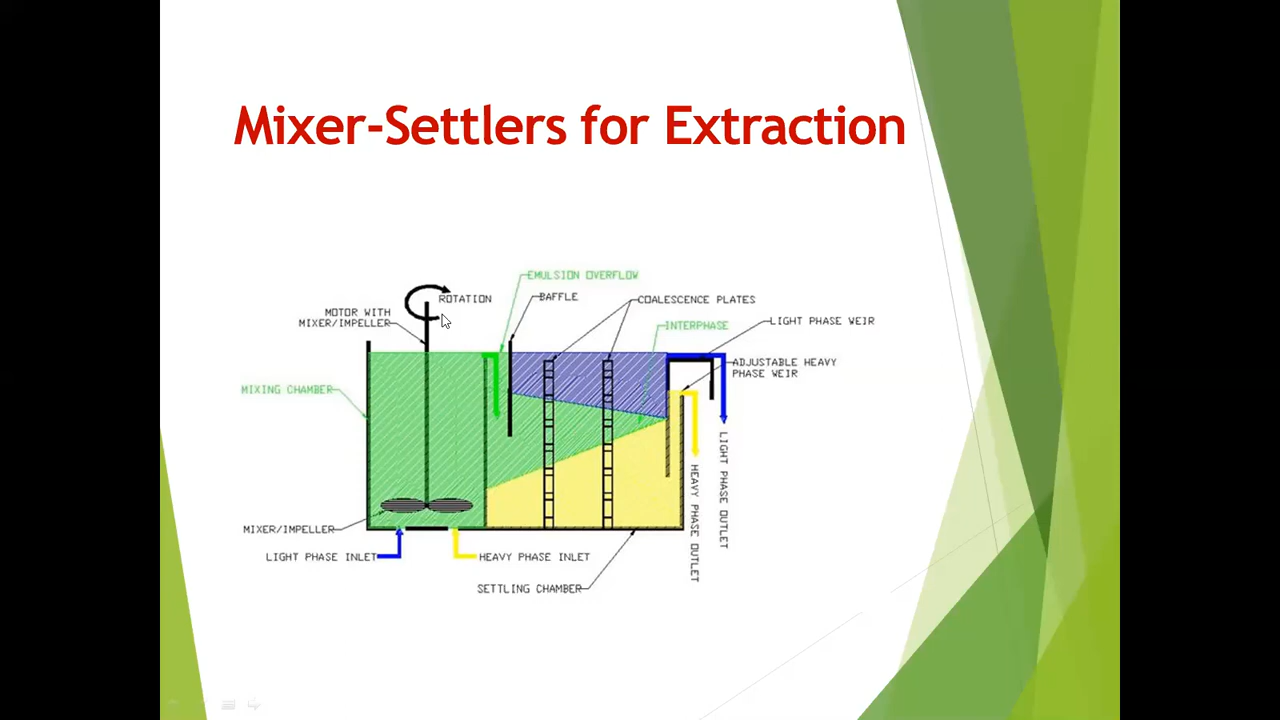 Mixer-Settlers for Extraction
EMULSION OVERFLOW
ROTATION
BAFFLE
COALESCENCE PLATES
MOTOR WITH
MIXER/IMPELLER
INTERPHASE
LIGHT PHASE WEIR
ADJUSTABLE HEAVY
PHASE WEIR
MIXING CHAMBER
LIGHT PHASE OUTLET
HEAVY PHASE OUTLET
MIXER/IMPELLER
LIGHT PHASE INLET
HEAVY PHASE INLET
SETTLING CHAMBER